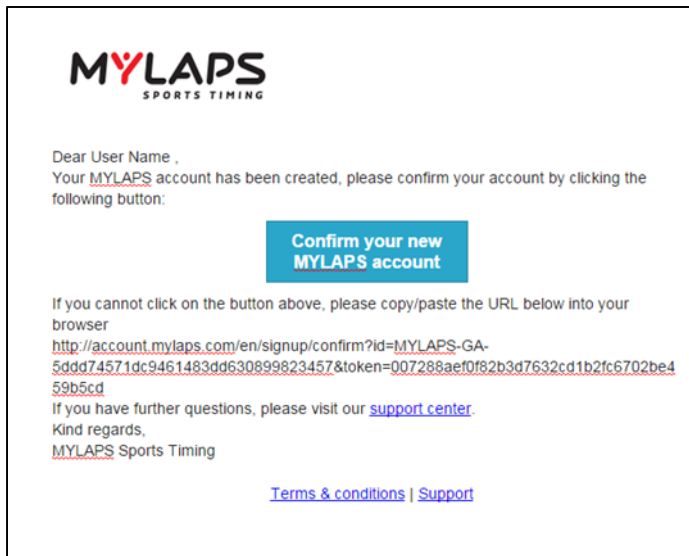 MYLAPS
SPORTS TIMING
Dear User Name ,
Your MYLAPS account has been created, please confirm your account by clicking the
following button:
Confirm your new
MYLAPS account
If you cannot click on the button above, please copy/paste the URL below into your
browser
http://account.mylaps.com/en/signup/confirm?id=MYLAPS-GA-
5ddd74571dc9461483dd630899823457&token=007288aef0f82b3d7632cd1b2fc6702be4
59b5cd
If you have further questions, please visit our support center.
Kind regards,
MYLAPS Sports Timing
Terms & conditions | Support